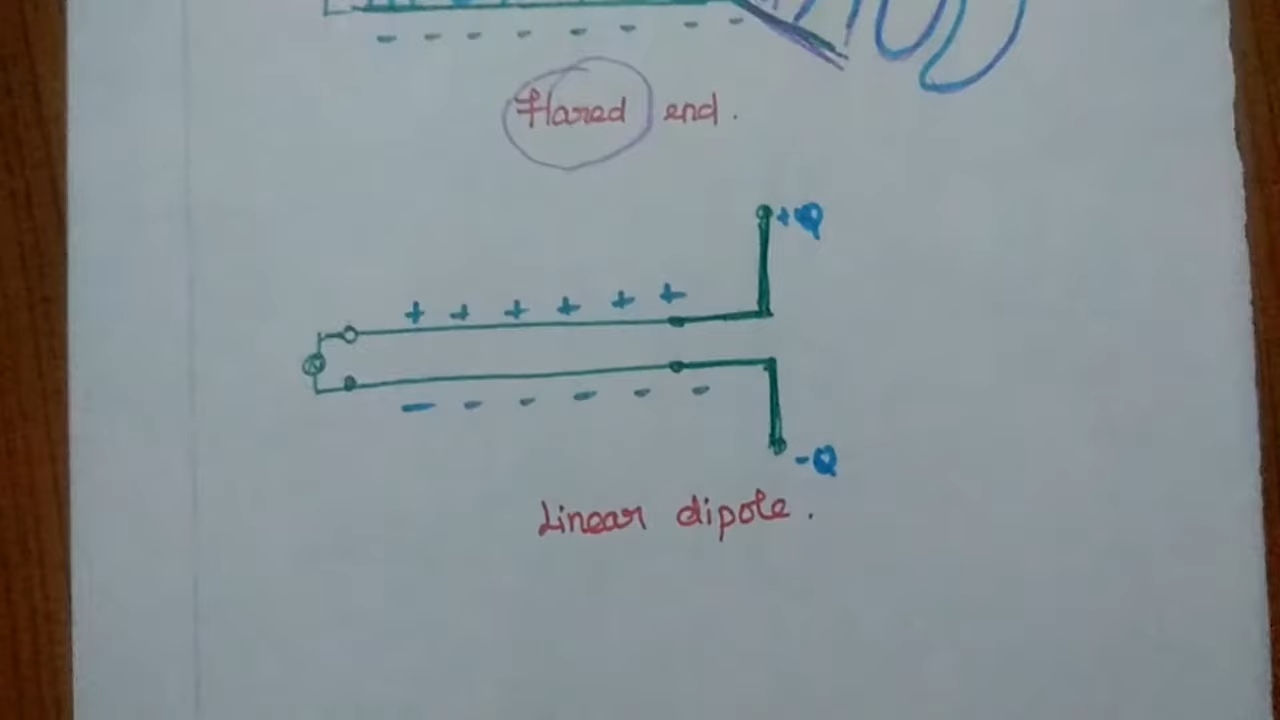 - - - - - - - -
flared end.
+Q
+ + + + + +
- - - - - -
-Q
Linear dipole.